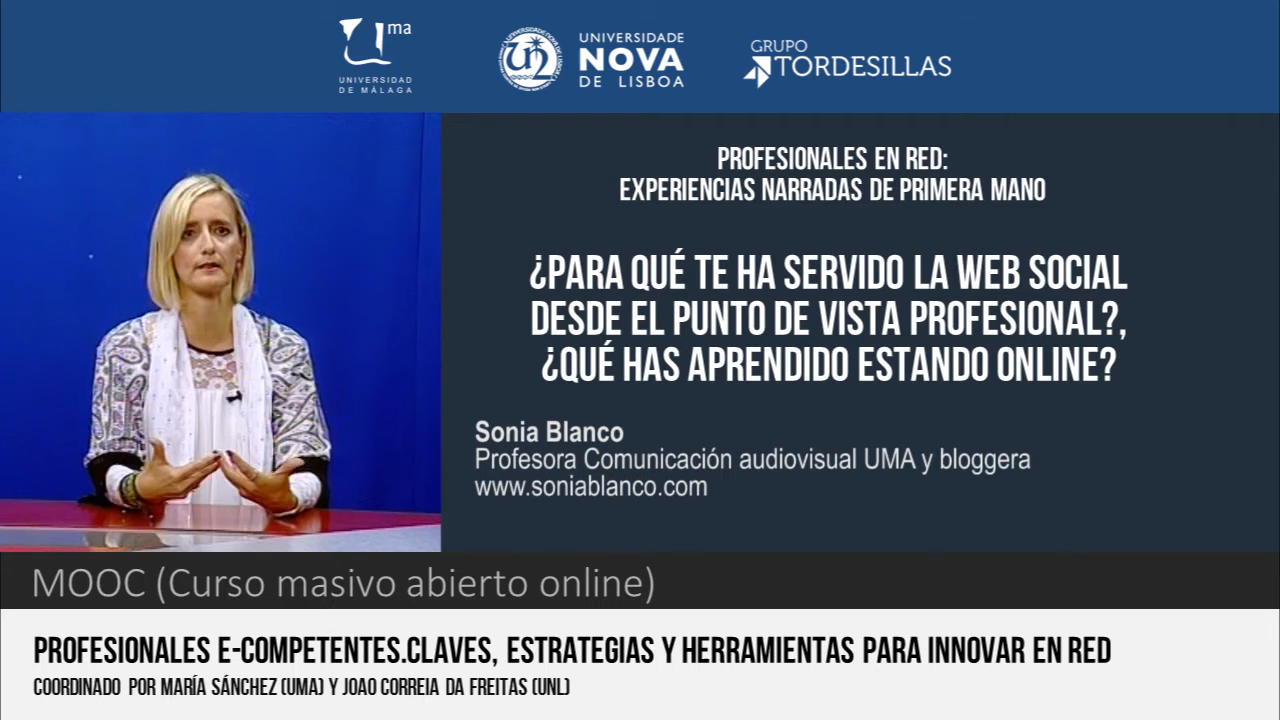 uma
UNIVERSIDAD
DE MÁLAGA
UNIVERSIDADE
NOVA
DE LISBOA
GRUPO
TORDESILLAS
PROFESIONALES EN RED:
EXPERIENCIAS NARRADAS DE PRIMERA MANO
¿PARA QUÉ TE HA SERVIDO LA WEB SOCIAL
DESDE EL PUNTO DE VISTA PROFESIONAL?,
¿QUÉ HAS APRENDIDO ESTANDO ONLINE?
Sonia Blanco
Profesora Comunicación audiovisual UMA y bloggera
www.soniablanco.com
MOOC (Curso masivo abierto online)
PROFESIONALES E-COMPETENTES.CLAVES, ESTRATEGIAS Y HERRAMIENTAS PARA INNOVAR EN RED
COORDINADO POR MARÍA SÁNCHEZ (UMA) Y JOAO CORREIA DA FREITAS (UNL)